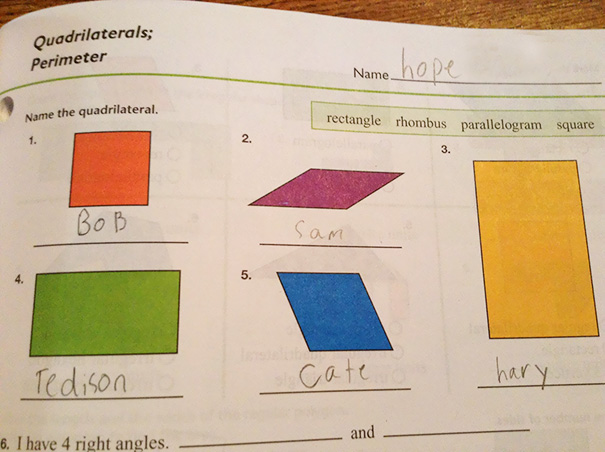 Quadrilaterals;
Perimeter
Name hope
Name the quadrilateral.
rectangle rhombus parallelogram square
1.
2.
3.
BoB
Sam
4.
5.
Tedison
Cate
hary
6. I have 4 right angles. and